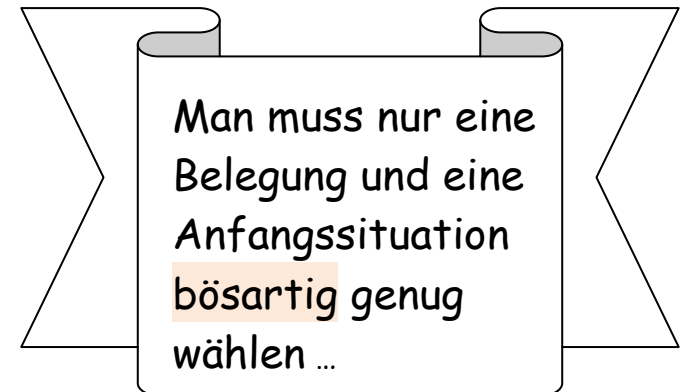 Man muss nur eine
Belegung und eine
Anfangssituation
bösartig genug
wählen ...